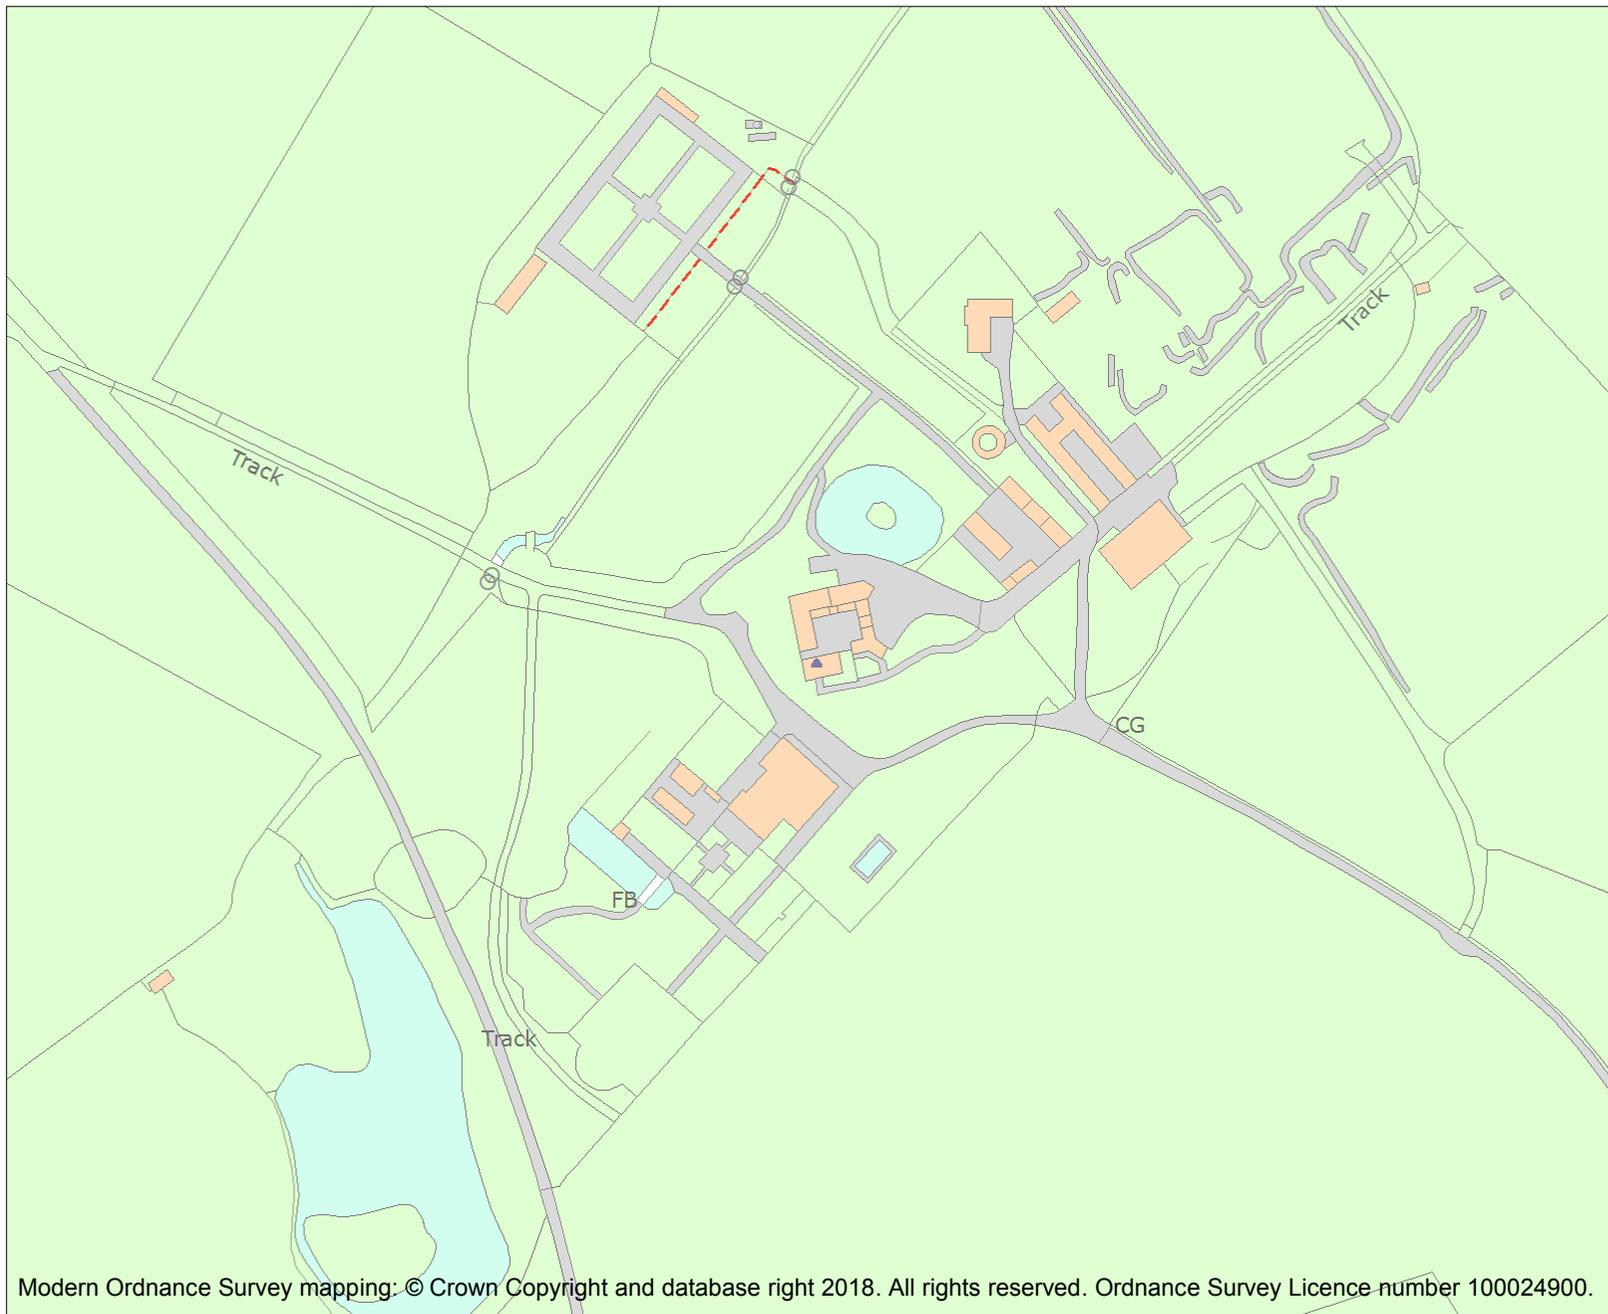 Track
Track
CG
FB
Track
Modern Ordnance Survey mapping: © Crown Copyright and database right 2018. All rights reserved. Ordnance Survey Licence number 100024900.